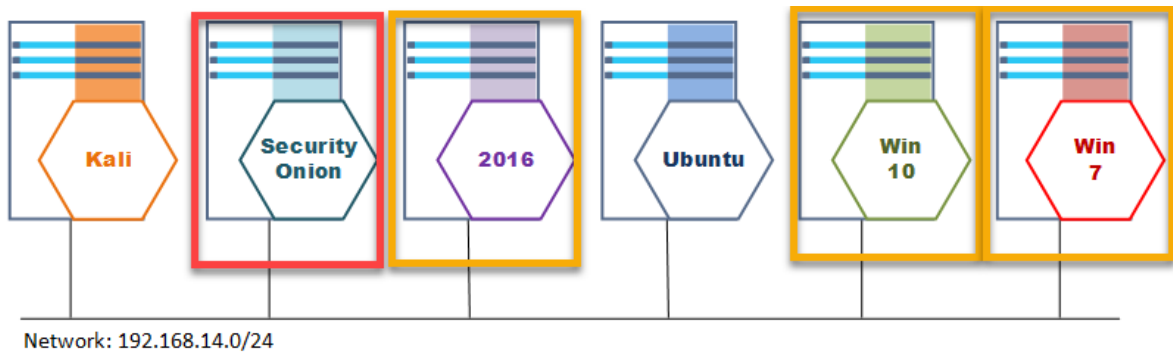 Kali
Security
Onion
2016
Ubuntu
Win
10
Win
7
Network: 192.168.14.0/24